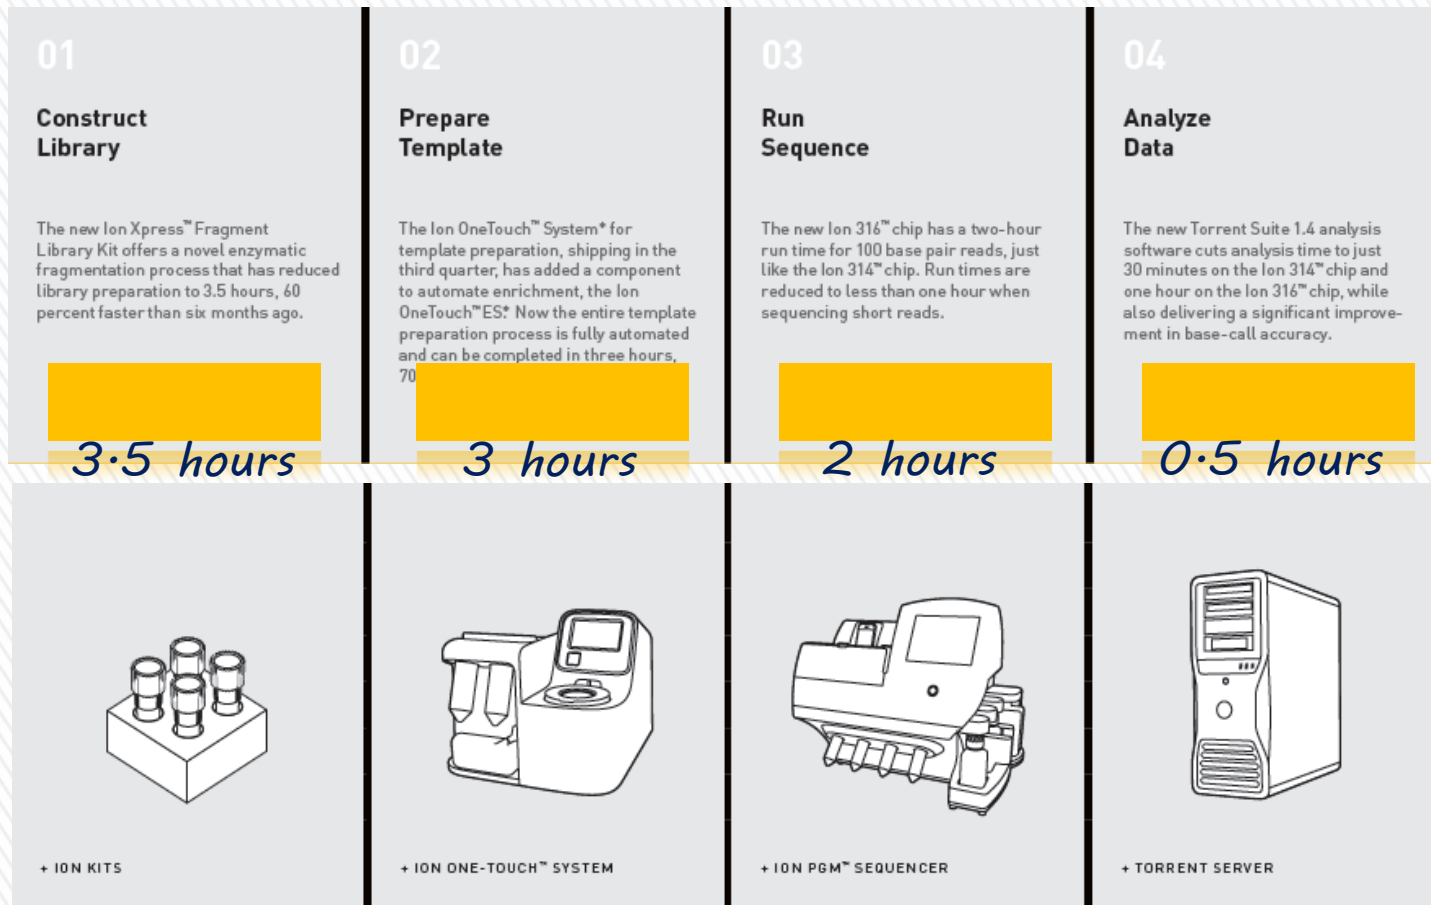 01
Construct
Library
The new Ion Xpress™ Fragment
Library Kit offers a novel enzymatic
fragmentation process that has reduced
library preparation to 3.5 hours, 60
percent faster than six months ago.
3.5 hours
02
Prepare
Template
The Ion OneTouch™ System* for
template preparation, shipping in the
third quarter, has added a component
to automate enrichment, the Ion
OneTouch™ ES.* Now the entire template
preparation process is fully automated
and can be completed in three hours,
70
3 hours
03
Run
Sequence
The new Ion 316™ chip has a two-hour
run time for 100 base pair reads, just
like the Ion 314™ chip. Run times are
reduced to less than one hour when
sequencing short reads.
2 hours
04
Analyze
Data
The new Torrent Suite 1.4 analysis
software cuts analysis time to just
30 minutes on the Ion 314™ chip and
one hour on the Ion 316™ chip, while
also delivering a significant improve-
ment in base-call accuracy.
0.5 hours
+ ION KITS
+ ION ONE-TOUCH™ SYSTEM
+ ION PGM™ SEQUENCER
+ TORRENT SERVER